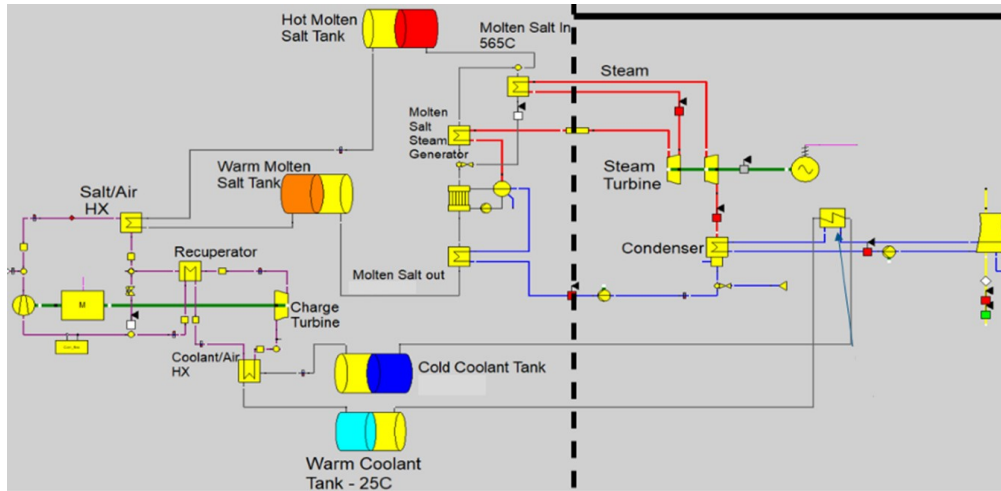 Hot Molten
Salt Tank
Molten Salt In
565C
Steam
Molten
Salt
Steam
Generator
Warm Molten
Salt Tank
Steam
Turbine
Salt/Air
HX
Recuperator
Condenser
Molten Salt out
M
Charge
Turbine
Coolant/Air
HX
Cold Coolant Tank
Warm Coolant
Tank - 25C